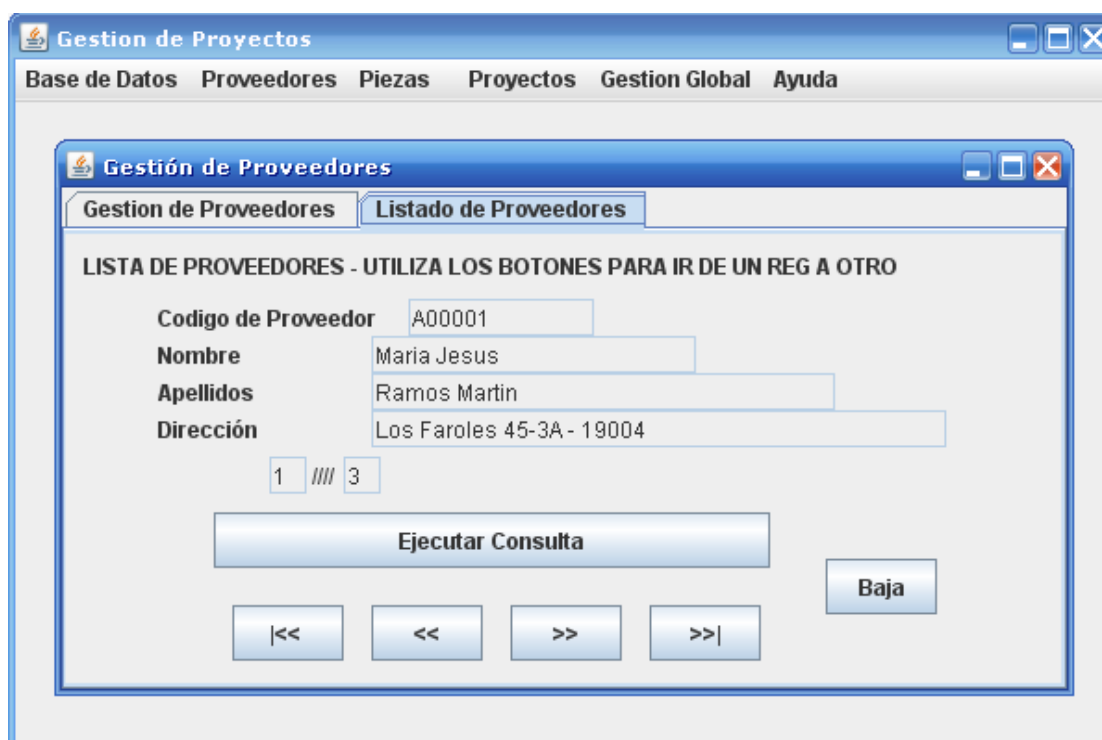 Gestion de Proyectos
Base de Datos Proveedores Piezas Proyectos Gestion Global Ayuda
Gestión de Proveedores
Gestion de Proveedores Listado de Proveedores
LISTA DE PROVEEDORES - UTILIZA LOS BOTONES PARA IR DE UN REG A OTRO
Codigo de Proveedor A00001
Nombre Maria Jesus
Apellidos Ramos Martin
Dirección Los Faroles 45-3A - 19004
1 //// 3
Ejecutar Consulta
Baja
|<< << >> >>|